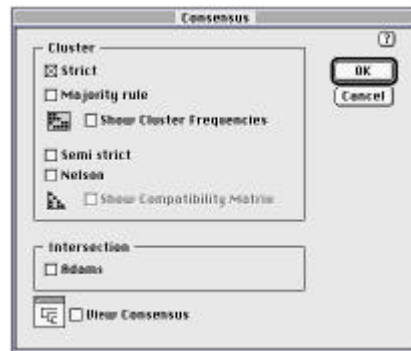 Consensus
?
Cluster
Strict
Majority rule
Show Cluster Frequencies
Semi strict
Nelson
Show Compatibility Matrix
Intersection
Adams
View Consensus
OK
Cancel